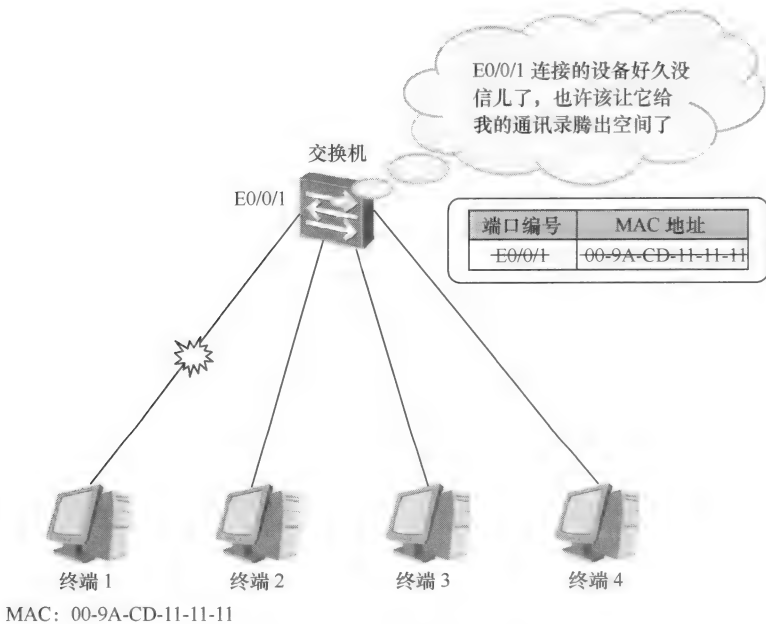 E0/0/1 连接的设备好久没
信儿了，也许该让它给
我的通讯录腾出空间了
交换机
E0/0/1
端口编号 MAC 地址
E0/0/1 00-9A-CD-11-11-11
终端 1 终端 2 终端 3 终端 4
MAC：00-9A-CD-11-11-11